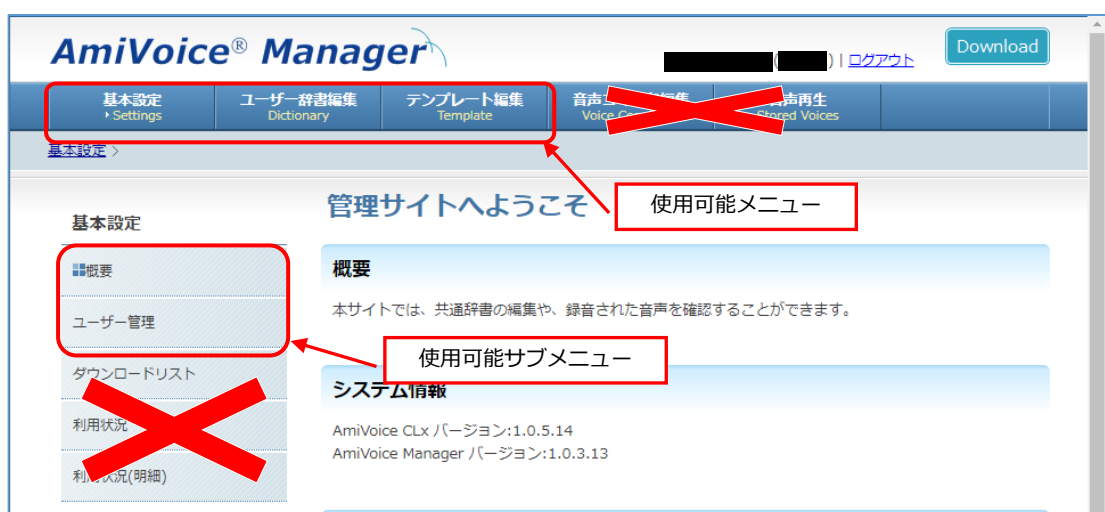 AmiVoice® Manager
( ) | ログアウト
Download
基本設定
Settings
ユーザー辞書編集
Dictionary
テンプレート編集
Template
音声
編集
Voice
音声再生
Stored Voices
基本設定 >
使用可能メニュー
管理サイトへようこそ
基本設定
概要
ユーザー管理
ダウンロードリスト
利用状況
利用状況(明細)
概要
本サイトでは、共通辞書の編集や、録音された音声を確認することができます。
使用可能サブメニュー
システム情報
AmiVoice CLx バージョン:1.0.5.14
AmiVoice Manager バージョン:1.0.3.13